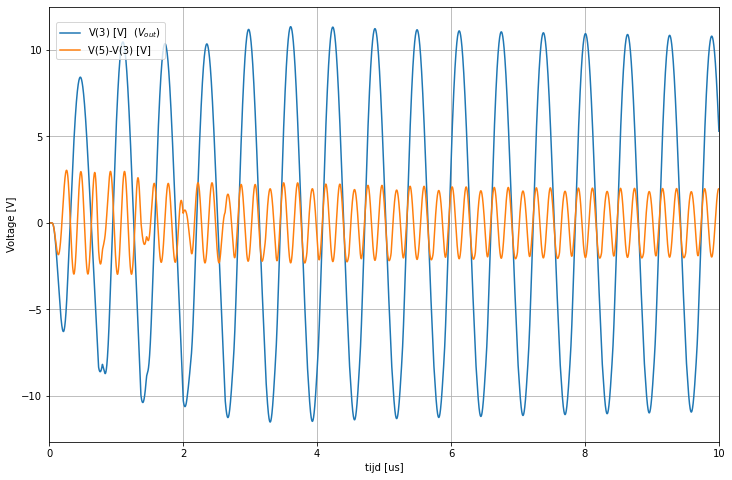 V(3) [V] (V_out)
V(5)-V(3) [V]
10
5
0
−5
−10
Voltage [V]
0 2 4 6 8 10
tijd [us]